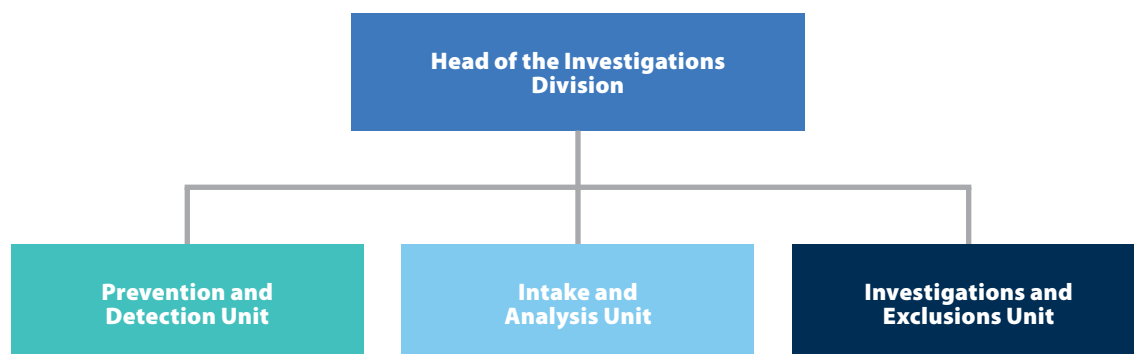 Head of the Investigations
Division
Prevention and
Detection Unit
Intake and
Analysis Unit
Investigations and
Exclusions Unit